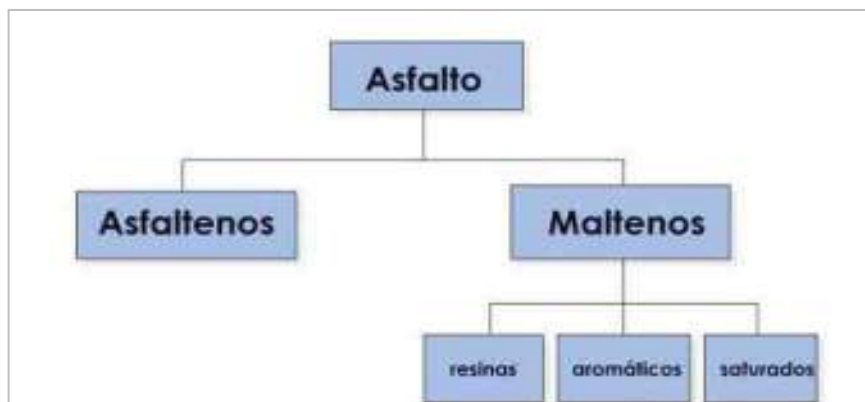 Asfalto
Asfaltenos
Maltenos
resinas
aromáticos
saturados